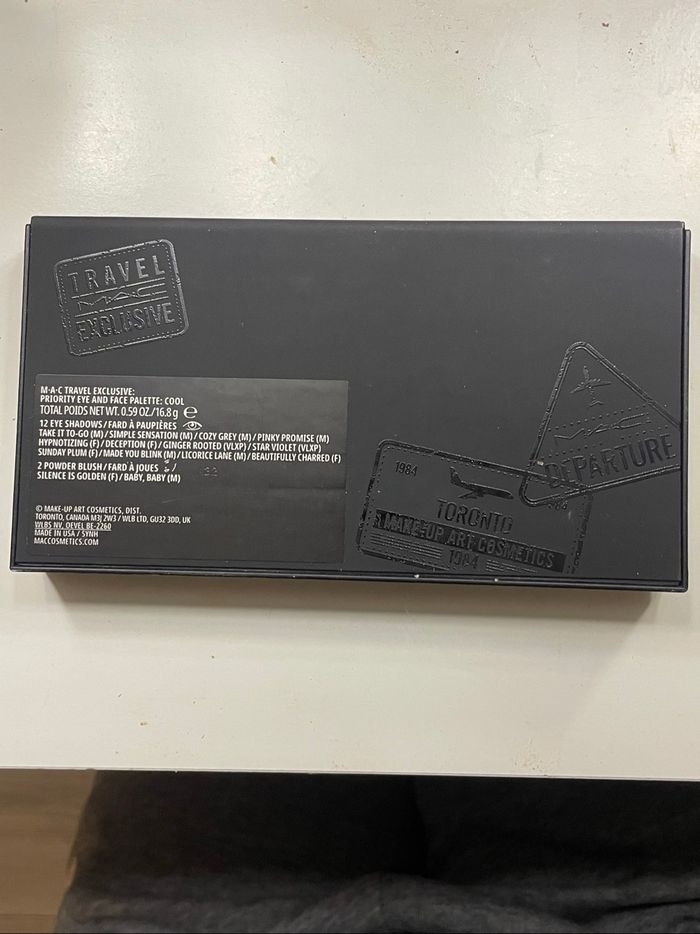 TRAVEL
MAC
EXCLUSIVE
M·A·C TRAVEL EXCLUSIVE:
PRIORITY EYE AND FACE PALETTE: COOL
TOTAL POIDS NET WT. 0.59 OZ./16.8 g ℮
12 EYE SHADOWS / FARD À PAUPIÈRES
TAKE IT TO-GO (M) / SIMPLE SENSATION (M) / COZY GREY (M) / PINKY PROMISE (M)
HYPNOTIZING (F) / DECEPTION (F) / GINGER ROOTED (VLXP) / STAR VIOLET (VLXP)
SUNDAY PLUM (F) / MADE YOU BLINK (M) / LICORICE LANE (M) / BEAUTIFULLY CHARRED (F)
2 POWDER BLUSH / FARD À JOUES
SILENCE IS GOLDEN (F) / BABY, BABY (M)
© MAKE-UP ART COSMETICS, DIST.
TORONTO, CANADA M3J 2W3 / WLB LTD, GU32 3DD, UK
WLBS NV, OEVEL BE-2260
MADE IN USA / SYNH
MACCOSMETICS.COM
MAC
DEPARTURE
1984
TORONTO
MAKE-UP ART COSMETICS
1984